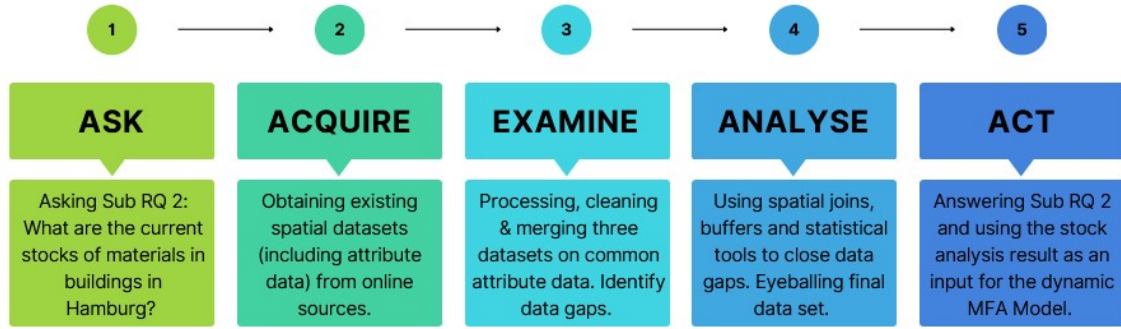 1
2
3
4
5
ASK
ACQUIRE
EXAMINE
ANALYSE
ACT
Asking Sub RQ 2:
What are the current
stocks of materials in
buildings in
Hamburg?
Obtaining existing
spatial datasets
(including attribute
data) from online
sources.
Processing, cleaning
& merging three
datasets on common
attribute data. Identify
data gaps.
Using spatial joins,
buffers and statistical
tools to close data
gaps. Eyeballing final
data set.
Answering Sub RQ 2
and using the stock
analysis result as an
input for the dynamic
MFA Model.